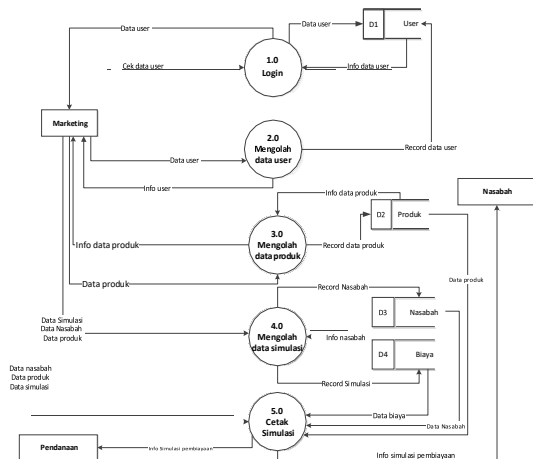 Data user
Data user
D1
User
1.0
Login
Cek data user
Info data user
Marketing
2.0
Mengolah
data user
Data user
Record data user
Info user
Info data produk
Nasabah
D2
Produk
3.0
Mengolah
data produk
Info data produk
Record data produk
Data produk
Data produk
Record Nasabah
Data Simulasi
Data Nasabah
Data produk
D3
Nasabah
4.0
Mengolah
data simulasi
Info nasabah
D4
Biaya
Data nasabah
Data produk
Data simulasi
Record Simulasi
5.0
Cetak
Simulasi
Data biaya
Data Nasabah
Pendanaan
Info Simulasi pembiayaan
Info simulasi pembiayaan